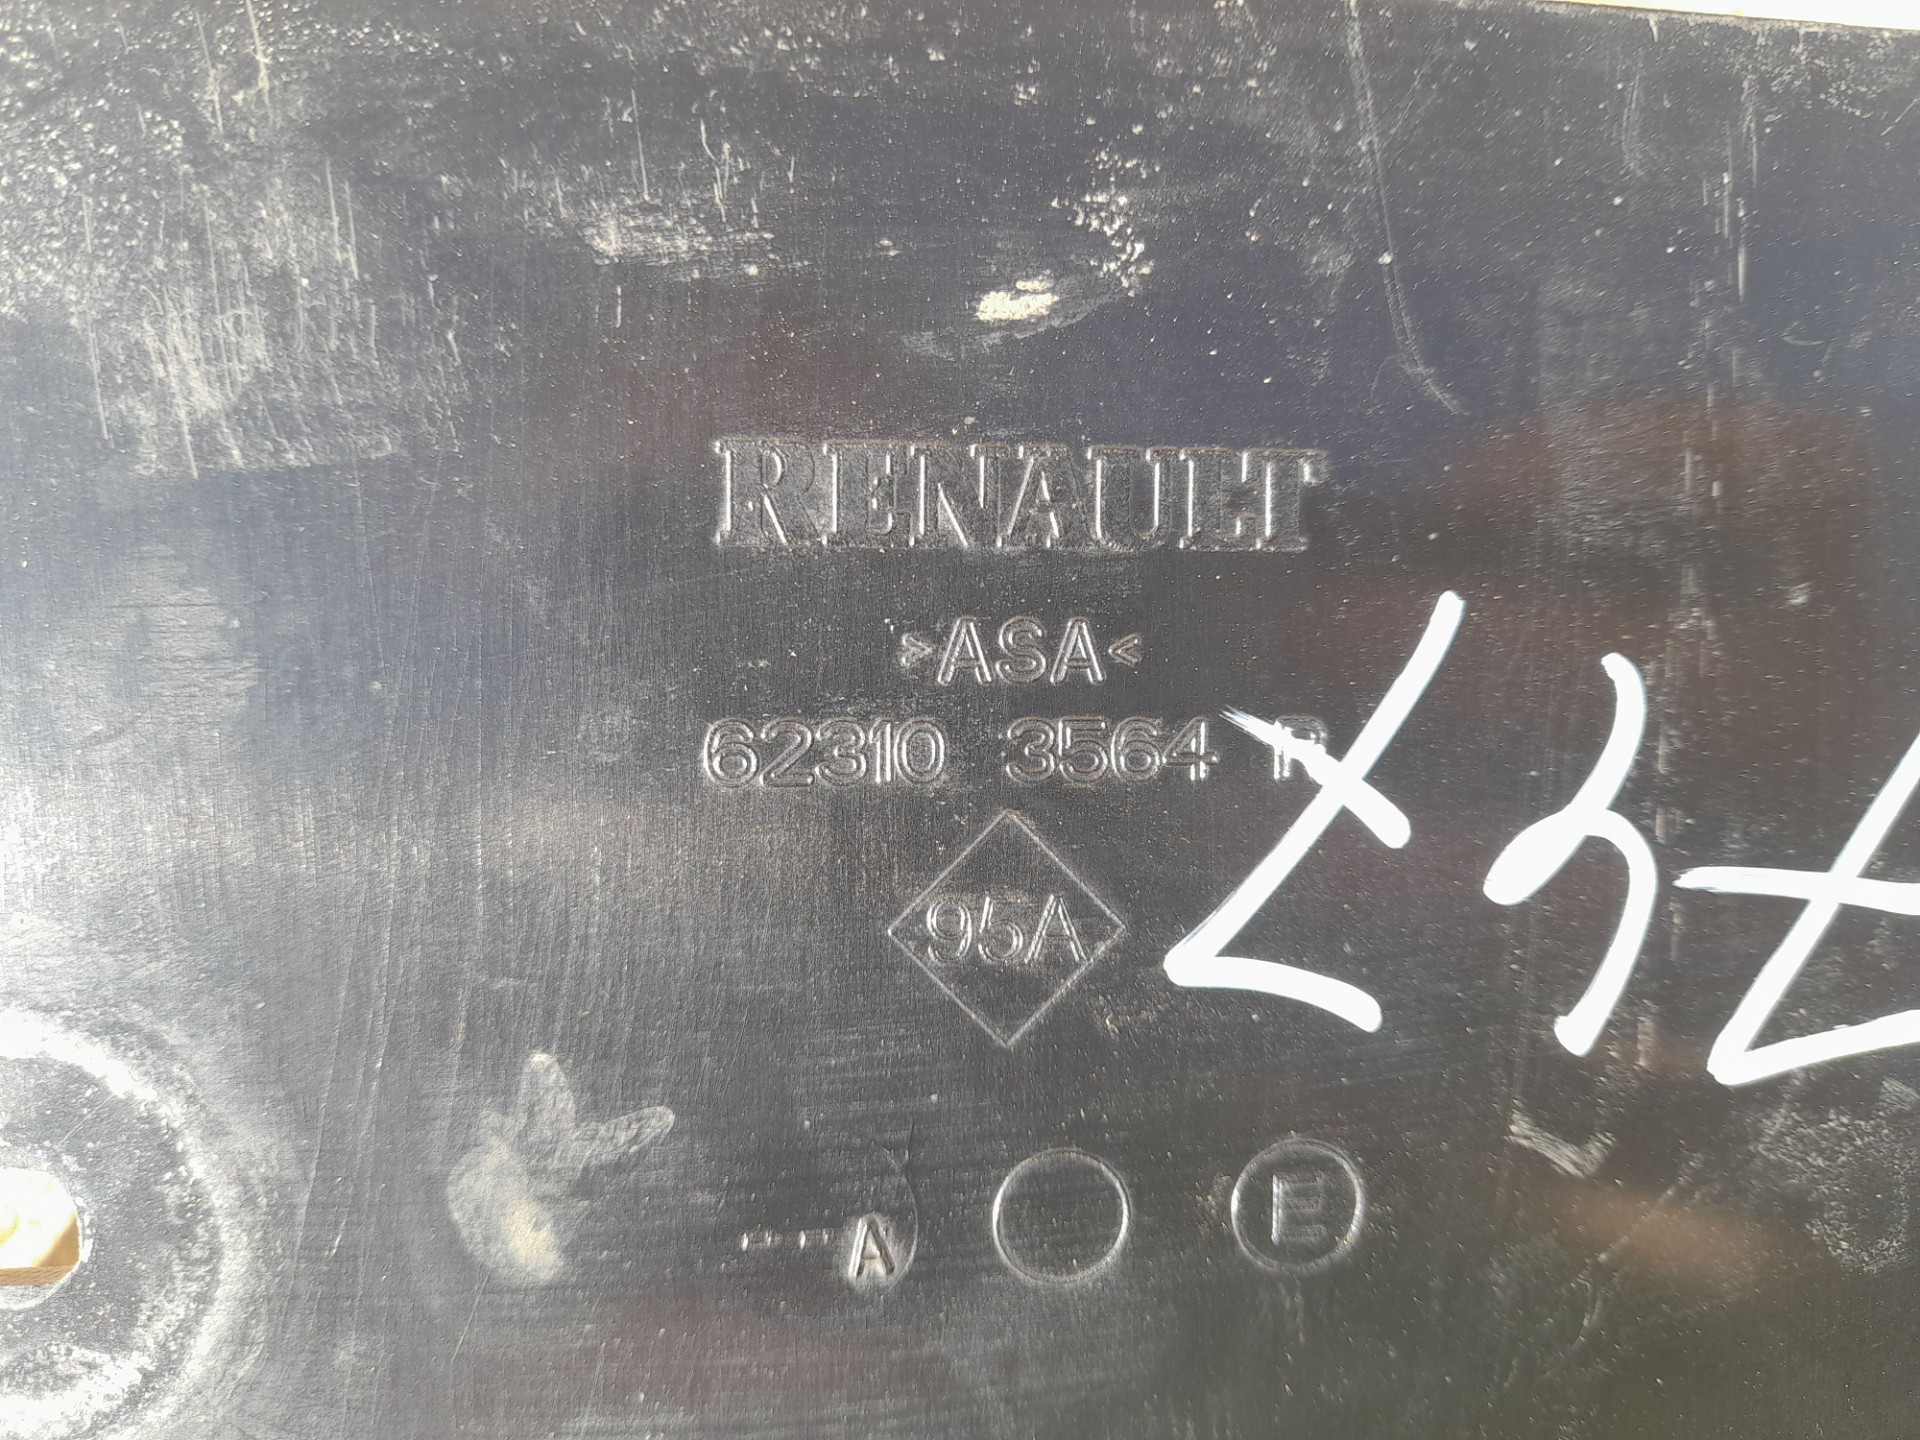 RENAULT
>ASA<
62310 3564 R
95A
A E